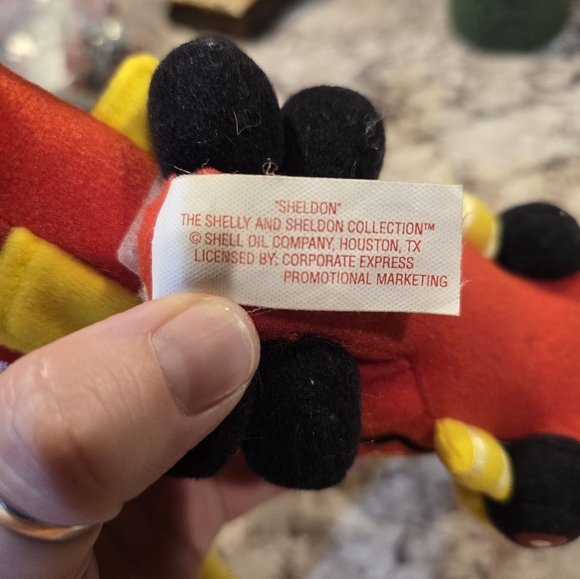 "SHELDON"
THE SHELLY AND SHELDON COLLECTION™
© SHELL OIL COMPANY, HOUSTON, TX
LICENSED BY: CORPORATE EXPRESS
PROMOTIONAL MARKETING